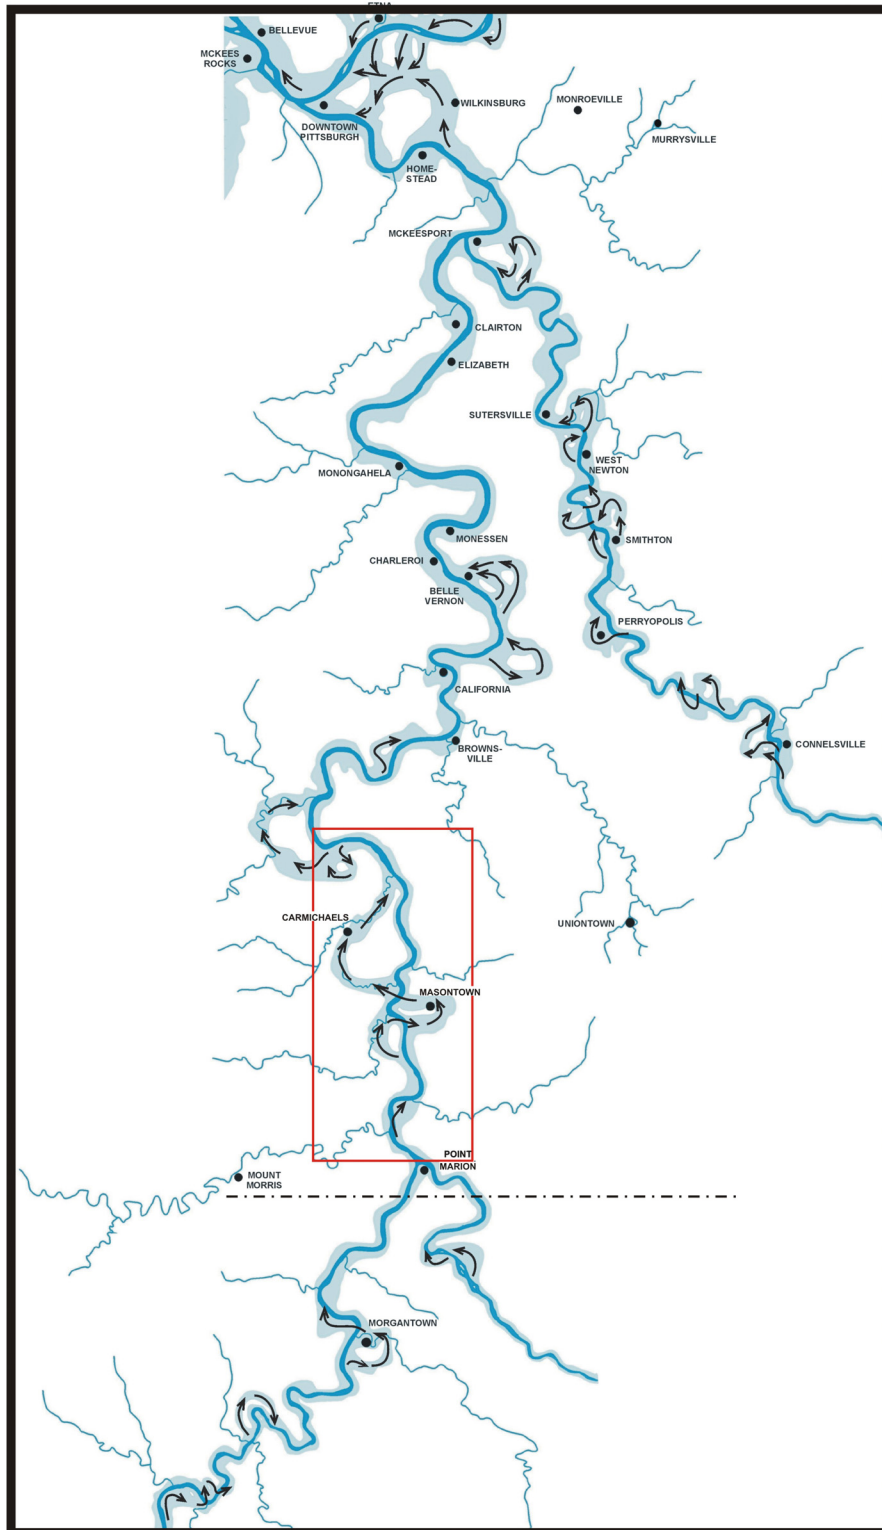 ETNA
BELLEVUE
MCKEES
ROCKS
WILKINSBURG
MONROEVILLE
DOWNTOWN
PITTSBURGH
MURRYSVILLE
HOME-
STEAD
MCKEESPORT
CLAIRTON
ELIZABETH
SUTERSVILLE
WEST
NEWTON
MONONGAHELA
MONESSEN
SMITHTON
CHARLEROI
BELLE
VERNON
PERRYOPOLIS
CALIFORNIA
BROWNS-
VILLE
CONNELSVILLE
CARMICHAELS
UNIONTOWN
MASONTOWN
POINT
MARION
MOUNT
MORRIS
MORGANTOWN